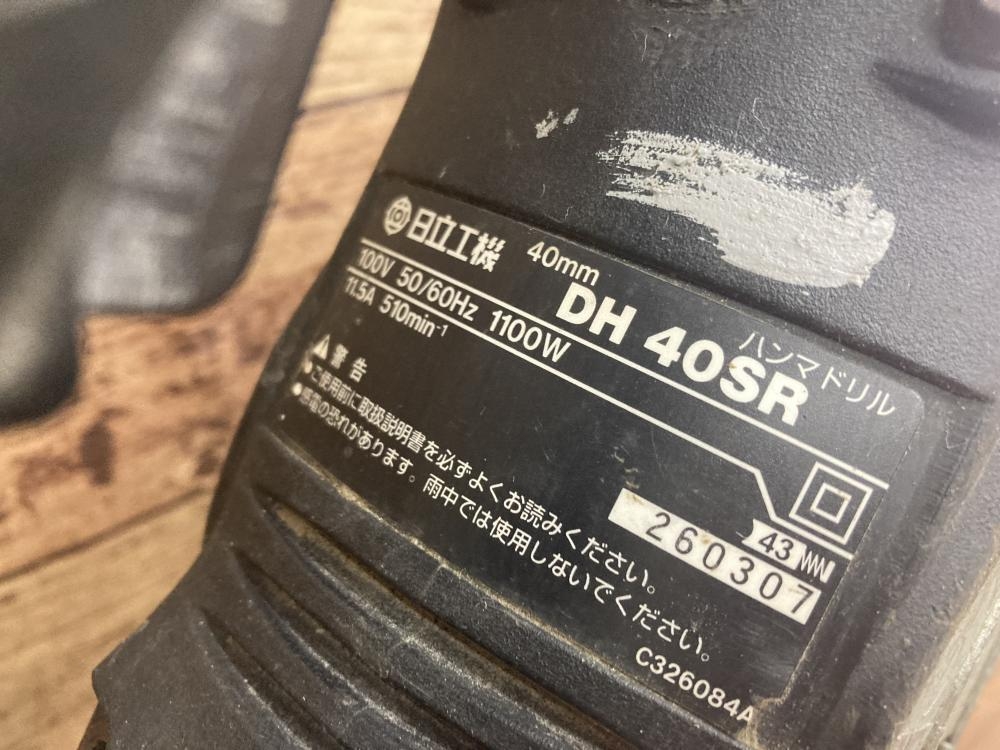 日立工機
40mm
DH 40SR
ハンマドリル
100V 50/60Hz 1100W
11.5A 510min⁻¹
警告
●ご使用前に取扱説明書を必ずよくお読みください。
●感電の恐れがあります。雨中では使用しないでください。
43
260307
C326084A